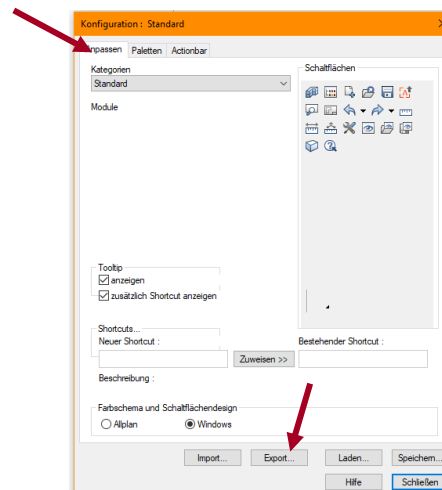 Konfiguration : Standard
Anpassen Paletten Actionbar
Kategorien
Standard
Module
Schaltflächen
Tooltip
anzeigen
zusätzlich Shortcut anzeigen
Shortcuts...
Neuer Shortcut :
Zuweisen >>
Bestehender Shortcut :
Beschreibung :
Farbschema und Schaltflächendesign
Allplan Windows
Import... Export... Laden... Speichern...
Hilfe Schließen